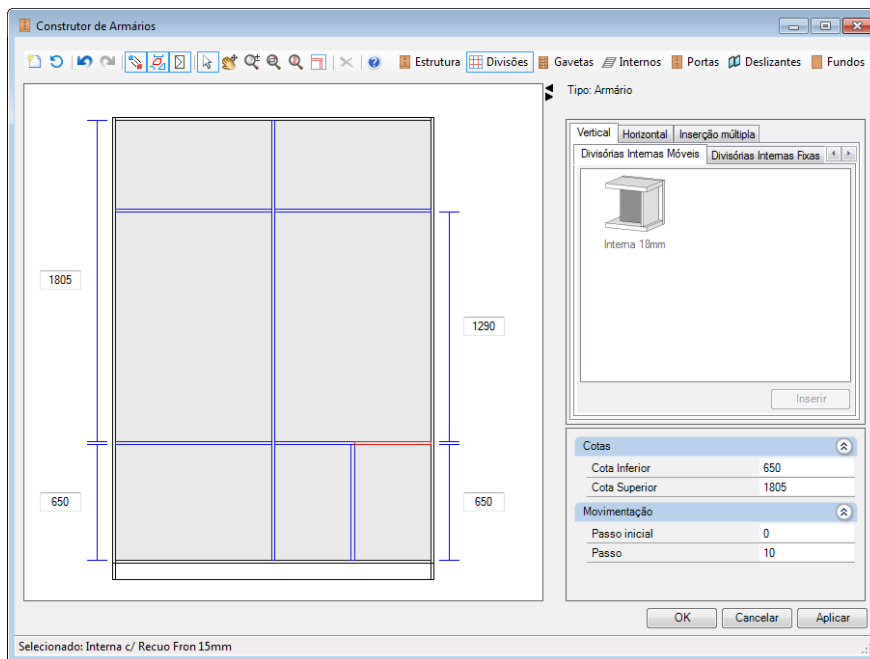 Construtor de Armários
Estrutura Divisões Gavetas Internos Portas Deslizantes Fundos
Tipo: Armário
Vertical Horizontal Inserção múltipla
Divisórias Internas Móveis Divisórias Internas Fixas
Interna 18mm
1805
1290
650
650
Inserir
Cotas
Cota Inferior 650
Cota Superior 1805
Movimentação
Passo inicial 0
Passo 10
OK Cancelar Aplicar
Selecionado: Interna c/ Recuo Fron 15mm